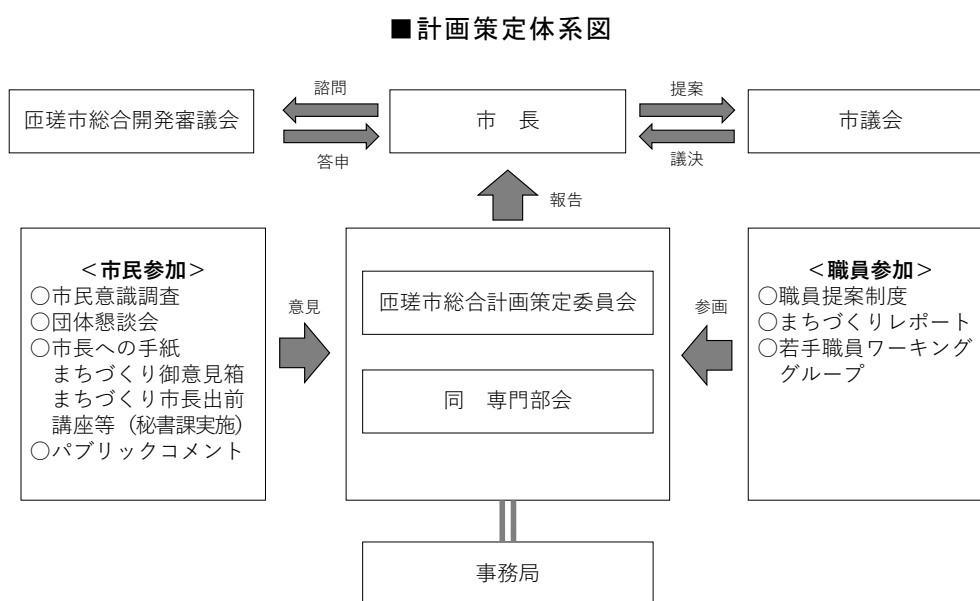 ■計画策定体系図
諮問
提案
匝瑳市総合開発審議会
市　長
市議会
答申
議決
報告
＜市民参加＞
○市民意識調査
○団体懇談会
○市長への手紙
まちづくり御意見箱
まちづくり市長出前
講座等（秘書課実施）
○パブリックコメント
意見
匝瑳市総合計画策定委員会
同　専門部会
参画
＜職員参加＞
○職員提案制度
○まちづくりレポート
○若手職員ワーキング
グループ
事務局